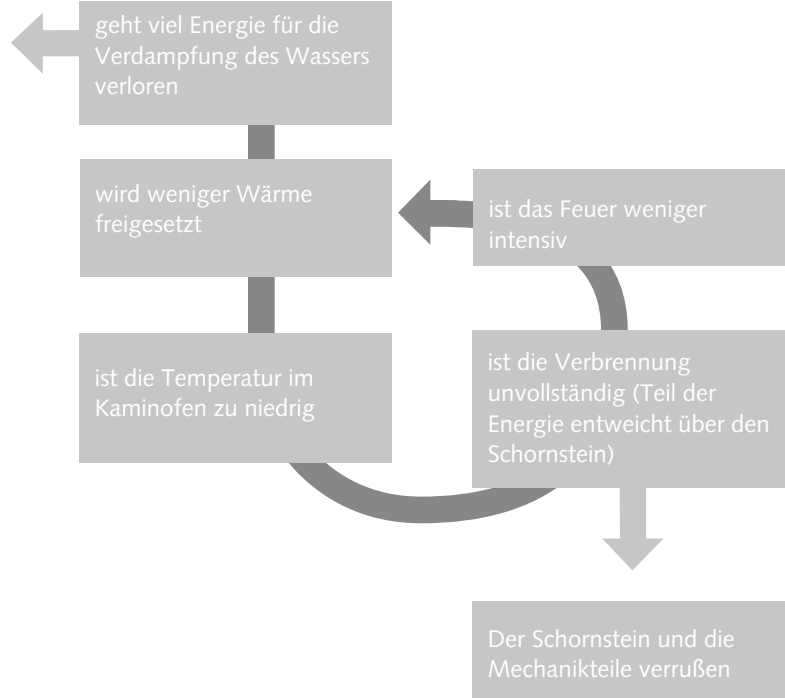 geht viel Energie für die
Verdampfung des Wassers
verloren
wird weniger Wärme
freigesetzt
ist die Temperatur im
Kaminofen zu niedrig
ist das Feuer weniger
intensiv
ist die Verbrennung
unvollständig (Teil der
Energie entweicht über den
Schornstein)
Der Schornstein und die
Mechanikteile verrußen